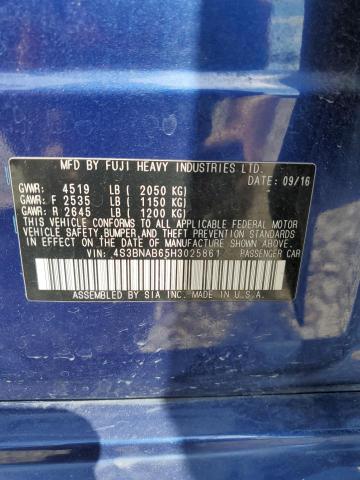 MFD BY FUJI HEAVY INDUSTRIES LTD.
DATE: 09/16
GVWR: 4519 LB ( 2050 KG)
GAWR: F 2535 LB ( 1150 KG)
GAWR: R 2645 LB ( 1200 KG)
THIS VEHICLE CONFORMS TO ALL APPLICABLE FEDERAL MOTOR
VEHICLE SAFETY, BUMPER, AND THEFT PREVENTION STANDARDS
IN EFFECT ON THE DATE OF MANUFACTURE SHOWN ABOVE.
VIN: 4S3BNAB65H3025861 PASSENGER CAR
ASSEMBLED BY SIA INC. MADE IN U.S.A.